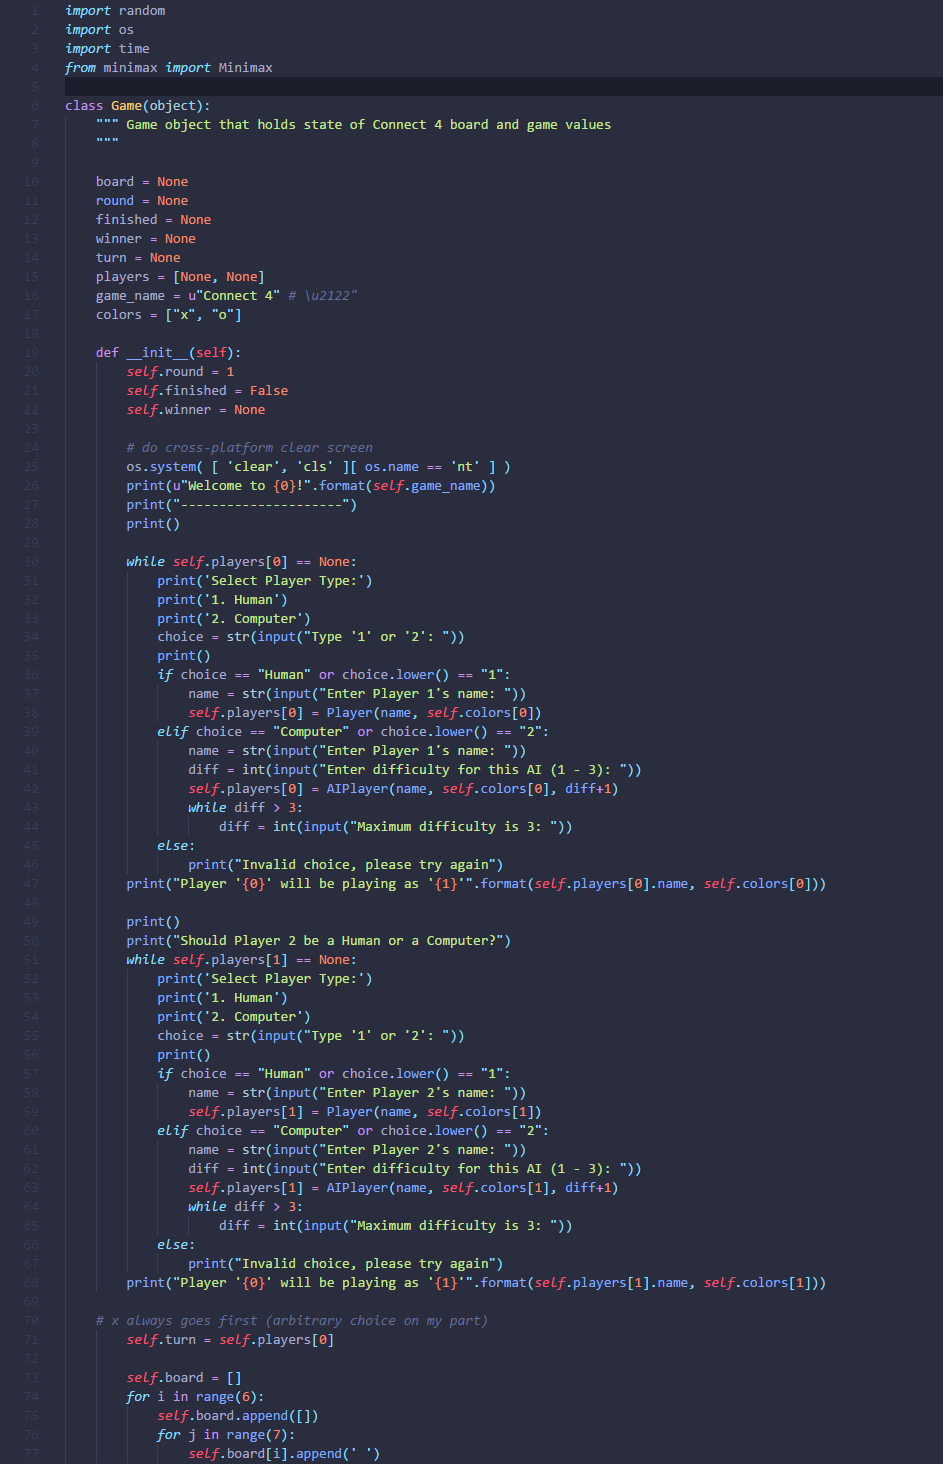 1 import random
2 import os
3 import time
4 from minimax import Minimax
5
6 class Game(object):
7     """ Game object that holds state of Connect 4 board and game values
8     """
9
10     board = None
11     round = None
12     finished = None
13     winner = None
14     turn = None
15     players = [None, None]
16     game_name = u"Connect 4" # \u2122"
17     colors = ["x", "o"]
18
19     def __init__(self):
20         self.round = 1
21         self.finished = False
22         self.winner = None
23
24         # do cross-platform clear screen
25         os.system( [ 'clear', 'cls' ][ os.name == 'nt' ] )
26         print(u"Welcome to {0}!".format(self.game_name))
27         print("---------------------")
28         print()
29
30         while self.players[0] == None:
31             print('Select Player Type:')
32             print('1. Human')
33             print('2. Computer')
34             choice = str(input("Type '1' or '2': "))
35             print()
36             if choice == "Human" or choice.lower() == "1":
37                 name = str(input("Enter Player 1's name: "))
38                 self.players[0] = Player(name, self.colors[0])
39             elif choice == "Computer" or choice.lower() == "2":
40                 name = str(input("Enter Player 1's name: "))
41                 diff = int(input("Enter difficulty for this AI (1 - 3): "))
42                 self.players[0] = AIPlayer(name, self.colors[0], diff+1)
43                 while diff > 3:
44                     diff = int(input("Maximum difficulty is 3: "))
45             else:
46                 print("Invalid choice, please try again")
47         print("Player '{0}' will be playing as '{1}'".format(self.players[0].name, self.colors[0]))
48
49         print()
50         print("Should Player 2 be a Human or a Computer?")
51         while self.players[1] == None:
52             print('Select Player Type:')
53             print('1. Human')
54             print('2. Computer')
55             choice = str(input("Type '1' or '2': "))
56             print()
57             if choice == "Human" or choice.lower() == "1":
58                 name = str(input("Enter Player 2's name: "))
59                 self.players[1] = Player(name, self.colors[1])
60             elif choice == "Computer" or choice.lower() == "2":
61                 name = str(input("Enter Player 2's name: "))
62                 diff = int(input("Enter difficulty for this AI (1 - 3): "))
63                 self.players[1] = AIPlayer(name, self.colors[1], diff+1)
64                 while diff > 3:
65                     diff = int(input("Maximum difficulty is 3: "))
66             else:
67                 print("Invalid choice, please try again")
68         print("Player '{0}' will be playing as '{1}'".format(self.players[1].name, self.colors[1]))
69
70     # x always goes first (arbitrary choice on my part)
71         self.turn = self.players[0]
72
73         self.board = []
74         for i in range(6):
75             self.board.append([])
76             for j in range(7):
77                 self.board[i].append(' ')